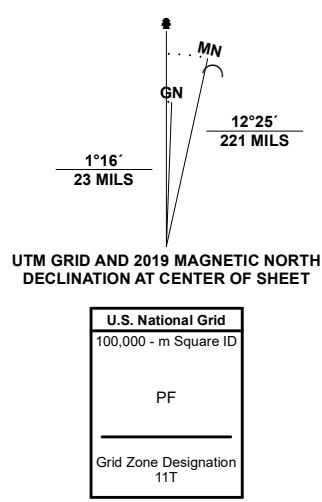 MN
GN
12°25´
221 MILS
1°16´
23 MILS
UTM GRID AND 2019 MAGNETIC NORTH
DECLINATION AT CENTER OF SHEET
U.S. National Grid
100,000 - m Square ID
PF
Grid Zone Designation
11T